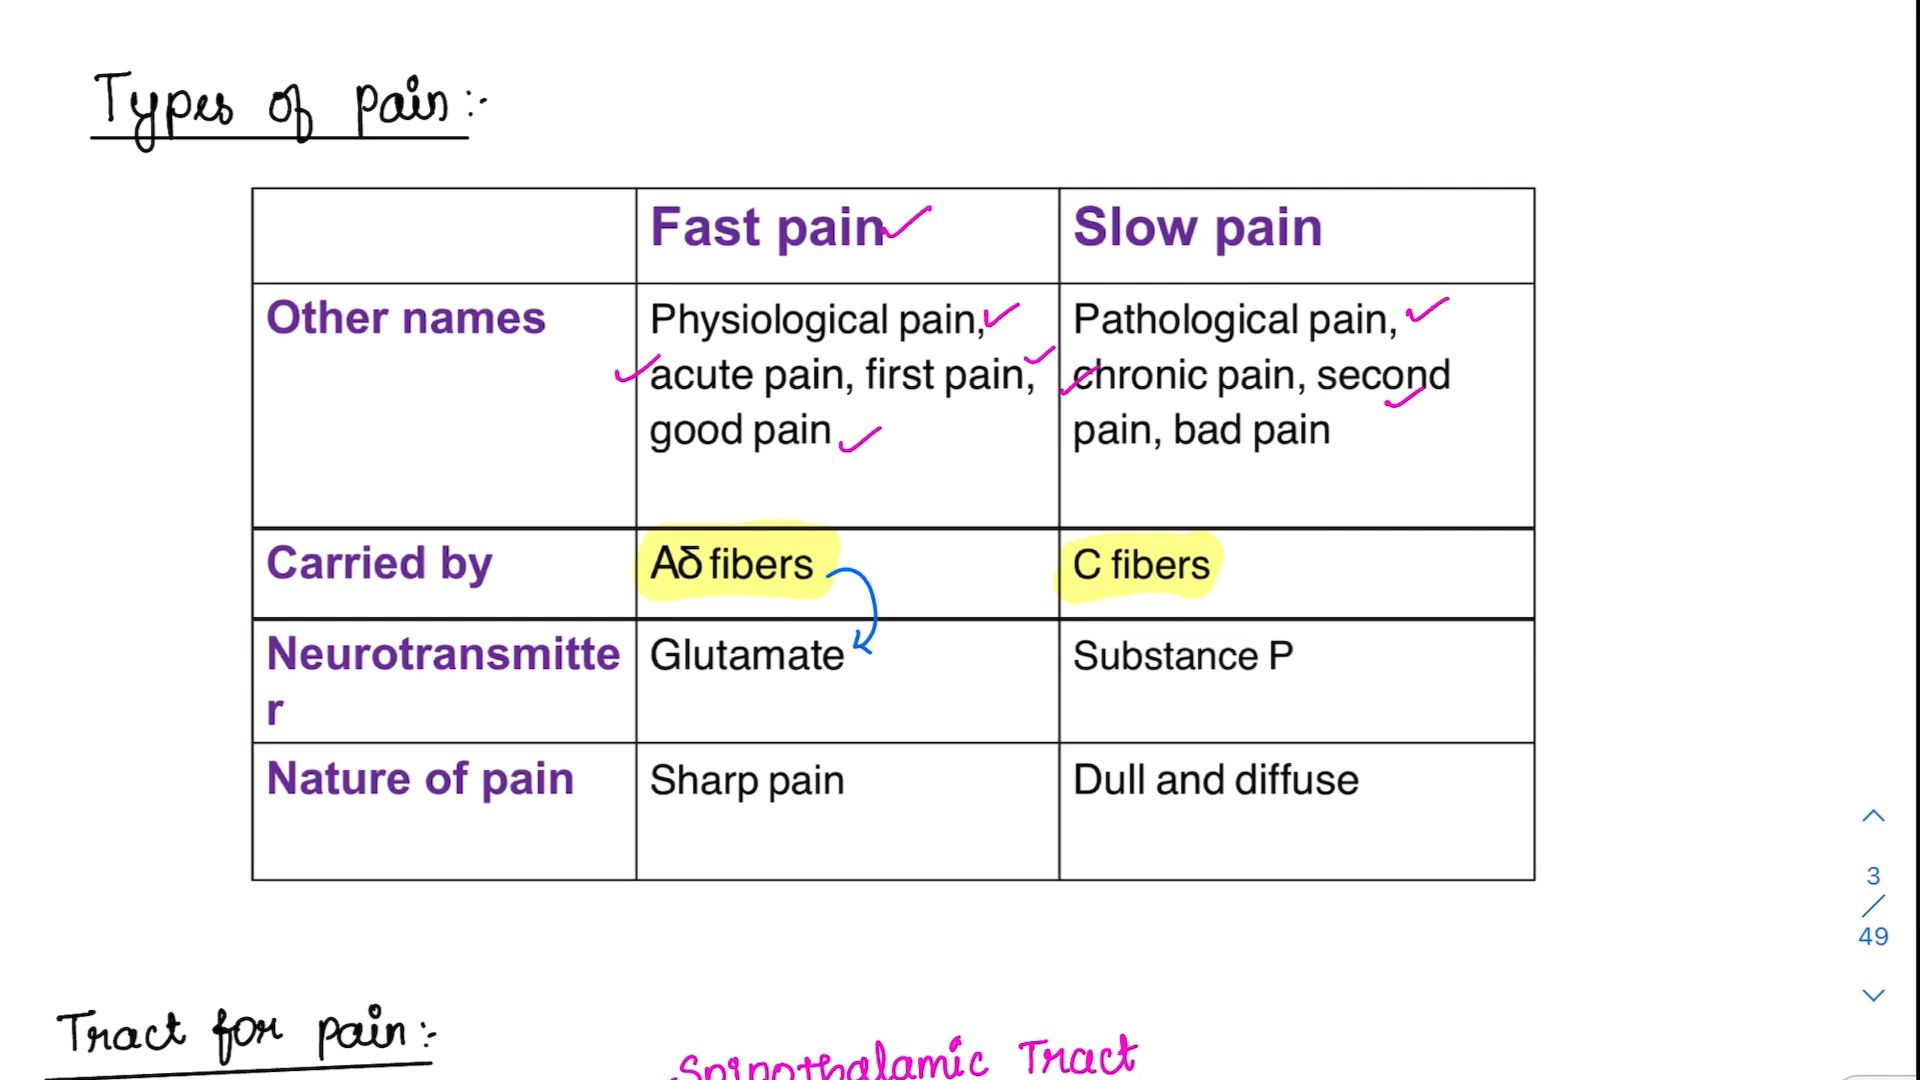 Types of pain:-
Fast pain Slow pain
Other names Physiological pain, Pathological pain,
acute pain, first pain, chronic pain, second
good pain pain, bad pain
Carried by Aδ fibers C fibers
Neurotransmitte Glutamate Substance P
r
Nature of pain Sharp pain Dull and diffuse
3
/
49
Tract for pain:-
Spinothalamic Tract